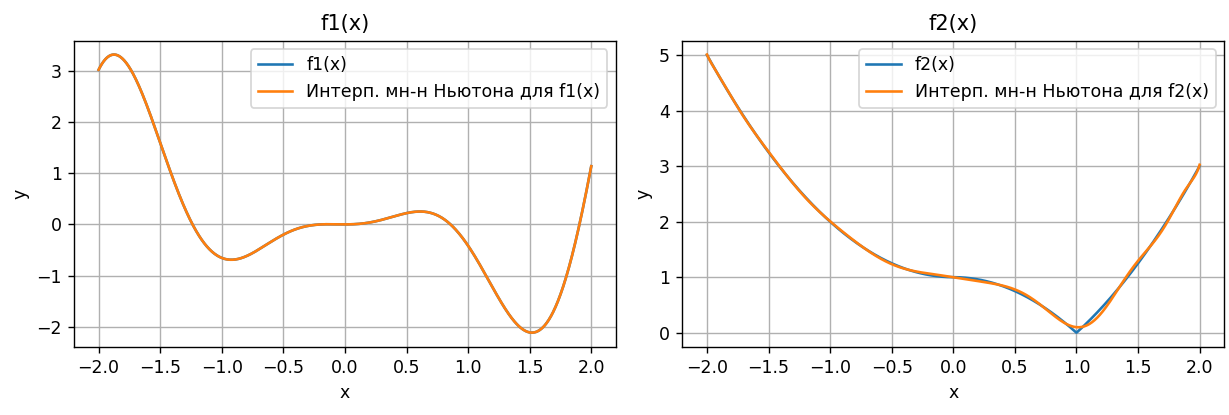 f1(x)
f1(x)
Интерп. мн-н Ньютона для f1(x)
3
2
1
0
−1
−2
y
−2.0 −1.5 −1.0 −0.5 0.0 0.5 1.0 1.5 2.0
x
f2(x)
f2(x)
Интерп. мн-н Ньютона для f2(x)
5
4
3
2
1
0
y
−2.0 −1.5 −1.0 −0.5 0.0 0.5 1.0 1.5 2.0
x